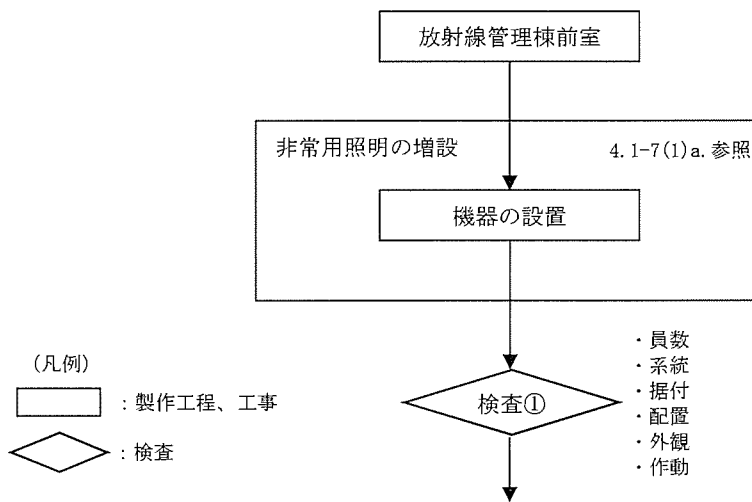 放射線管理棟前室
非常用照明の増設
4.1-7(1)a.参照
機器の設置
・員数
・系統
・据付
・配置
・外観
・作動
検査①
(凡例)
：製作工程、工事
：検査